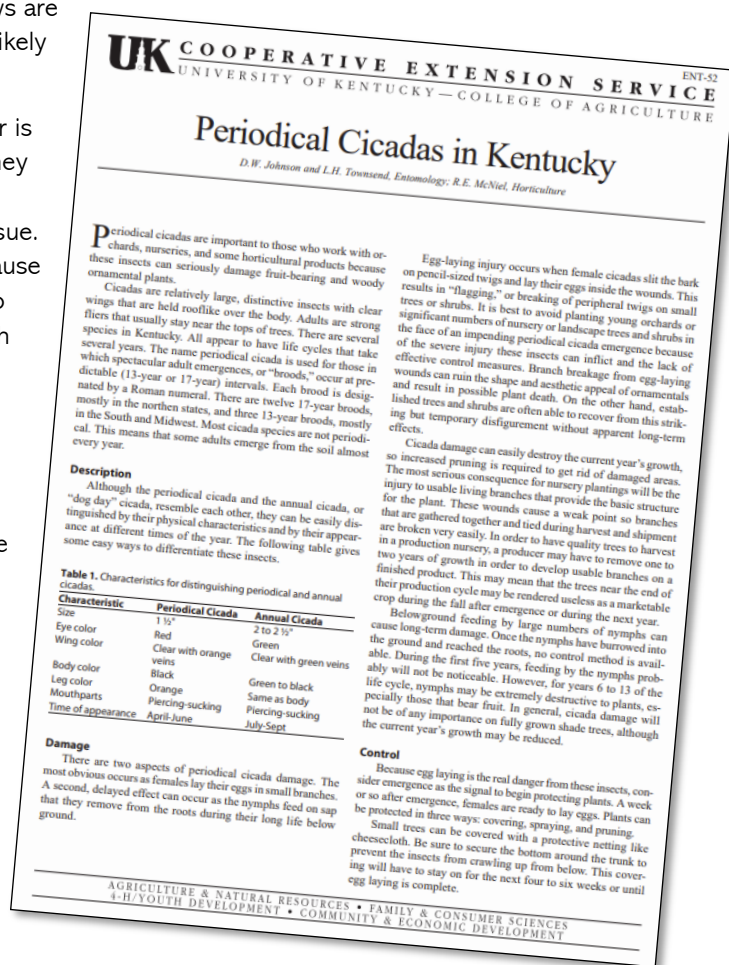 ws are
ikely
r is
hey
sue.
ause
o
n
e
ENT-52
UK COOPERATIVE EXTENSION SERVICE
UNIVERSITY OF KENTUCKY—COLLEGE OF AGRICULTURE
Periodical Cicadas in Kentucky
D.W. Johnson and L.H. Townsend, Entomology; R.E. McNiel, Horticulture
Periodical cicadas are important to those who work with or-
chards, nurseries, and some horticultural products because
these insects can seriously damage fruit-bearing and woody
ornamental plants.
Cicadas are relatively large, distinctive insects with clear
wings that are held rooflike over the body. Adults are strong
fliers that usually stay near the tops of trees. There are several
species in Kentucky. All appear to have life cycles that take
several years. The name periodical cicada is used for those in
which spectacular adult emergences, or “broods,” occur at pre-
dictable (13-year or 17-year) intervals. Each brood is desig-
nated by a Roman numeral. There are twelve 17-year broods,
mostly in the northen states, and three 13-year broods, mostly
in the South and Midwest. Most cicada species are not periodi-
cal. This means that some adults emerge from the soil almost
every year.
Description
Although the periodical cicada and the annual cicada, or
“dog day” cicada, resemble each other, they can be easily dis-
tinguished by their physical characteristics and by their appear-
ance at different times of the year. The following table gives
some easy ways to differentiate these insects.
Table 1. Characteristics for distinguishing periodical and annual
cicadas.
Characteristic Periodical Cicada Annual Cicada
Size 1 ½" 2 to 2 ½"
Eye color Red Green
Wing color Clear with orange Clear with green veins
veins
Body color Black Green to black
Leg color Orange Same as body
Mouthparts Piercing-sucking Piercing-sucking
Time of appearance April-June July-Sept
Damage
There are two aspects of periodical cicada damage. The
most obvious occurs as females lay their eggs in small branches.
A second, delayed effect can occur as the nymphs feed on sap
that they remove from the roots during their long life below
ground.
Egg-laying injury occurs when female cicadas slit the bark
on pencil-sized twigs and lay their eggs inside the wounds. This
results in “flagging,” or breaking of peripheral twigs on small
trees or shrubs. It is best to avoid planting young orchards or
significant numbers of nursery or landscape trees and shrubs in
the face of an impending periodical cicada emergence because
of the severe injury these insects can inflict and the lack of
effective control measures. Branch breakage from egg-laying
wounds can ruin the shape and aesthetic appeal of ornamentals
and result in possible plant death. On the other hand, estab-
lished trees and shrubs are often able to recover from this strik-
ing but temporary disfigurement without apparent long-term
effects.
Cicada damage can easily destroy the current year’s growth,
so increased pruning is required to get rid of damaged areas.
The most serious consequence for nursery plantings will be the
injury to usable living branches that provide the basic structure
for the plant. These wounds cause a weak point so branches
that are gathered together and tied during harvest and shipment
are broken very easily. In order to have quality trees to harvest
in a production nursery, a producer may have to remove one to
two years of growth in order to develop usable branches on a
finished product. This may mean that the trees near the end of
their production cycle may be rendered useless as a marketable
crop during the fall after emergence or during the next year.
Belowground feeding by large numbers of nymphs can
cause long-term damage. Once the nymphs have burrowed into
the ground and reached the roots, no control method is avail-
able. During the first five years, feeding by the nymphs prob-
ably will not be noticeable. However, for years 6 to 13 of the
life cycle, nymphs may be extremely destructive to plants, es-
pecially those that bear fruit. In general, cicada damage will
not be of any importance on fully grown shade trees, although
the current year’s growth may be reduced.
Control
Because egg laying is the real danger from these insects, con-
sider emergence as the signal to begin protecting plants. A week
or so after emergence, females are ready to lay eggs. Plants can
be protected in three ways: covering, spraying, and pruning.
Small trees can be covered with a protective netting like
cheesecloth. Be sure to secure the bottom around the trunk to
prevent the insects from crawling up from below. This cover-
ing will have to stay on for the next four to six weeks or until
egg laying is complete.
AGRICULTURE & NATURAL RESOURCES • FAMILY & CONSUMER SCIENCES
4-H/YOUTH DEVELOPMENT • COMMUNITY & ECONOMIC DEVELOPMENT